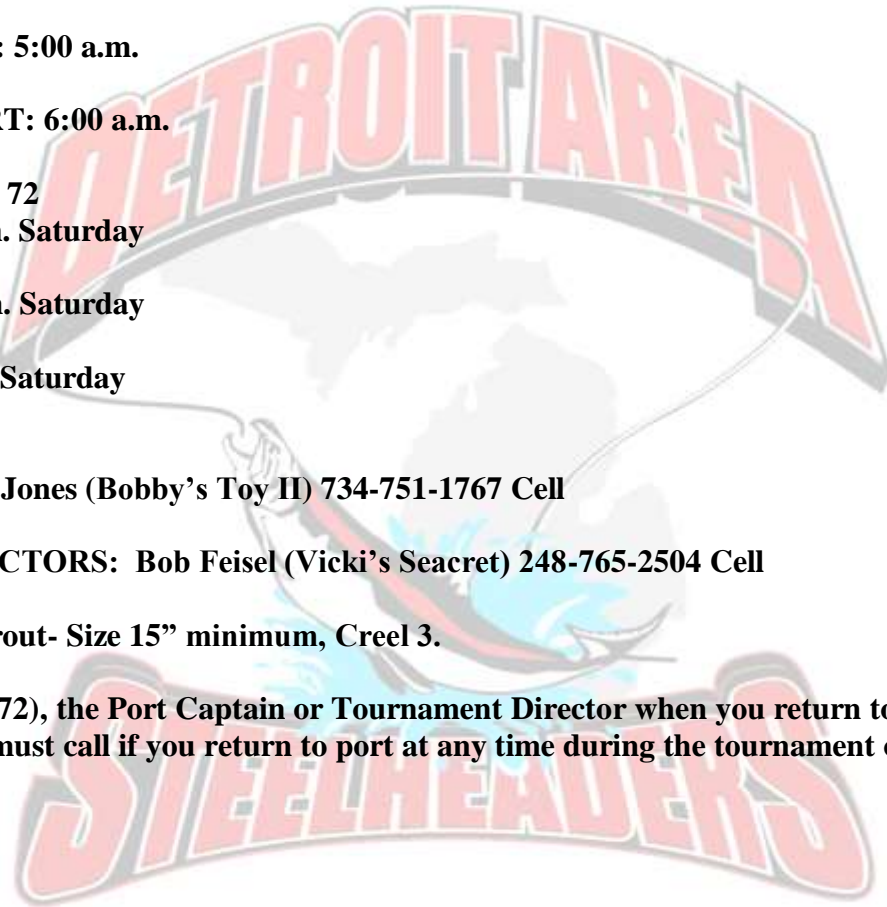 DETROIT AREA
: 5:00 a.m.
RT: 6:00 a.m.
72
. Saturday
. Saturday
Saturday
Jones (Bobby’s Toy II) 734-751-1767 Cell
CTORS: Bob Feisel (Vicki’s Seacret) 248-765-2504 Cell
rout- Size 15” minimum, Creel 3.
72), the Port Captain or Tournament Director when you return to
must call if you return to port at any time during the tournament
STEELHEADERS